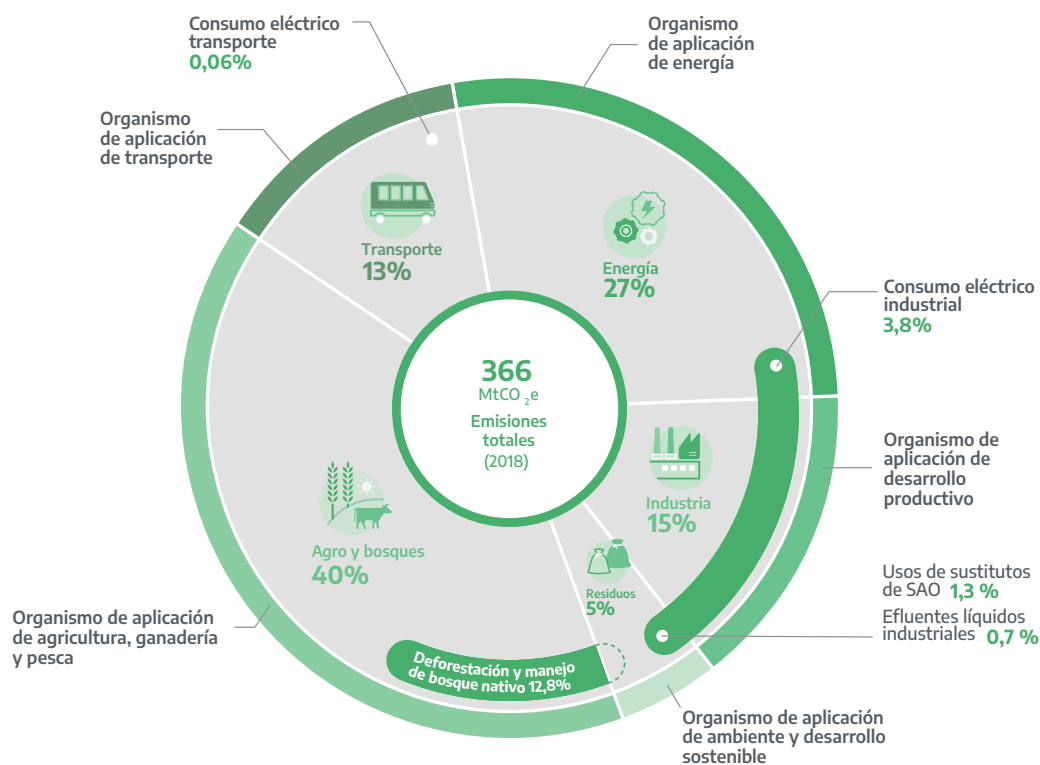 Consumo eléctrico
transporte
0,06%
Organismo
de aplicación
de energía
Organismo
de aplicación
de transporte
Transporte
13%
Energía
27%
Consumo eléctrico
industrial
3,8%
366
MtCO2e
Emisiones
totales
(2018)
Organismo de
aplicación de
desarrollo
productivo
Industria
15%
Agro y bosques
40%
Residuos
5%
Usos de sustitutos
de SAO 1,3 %
Efluentes líquidos
industriales 0,7 %
Organismo de aplicación
de agricultura, ganadería
y pesca
Deforestación y manejo
de bosque nativo 12,8%
Organismo de aplicación
de ambiente y desarrollo
sostenible